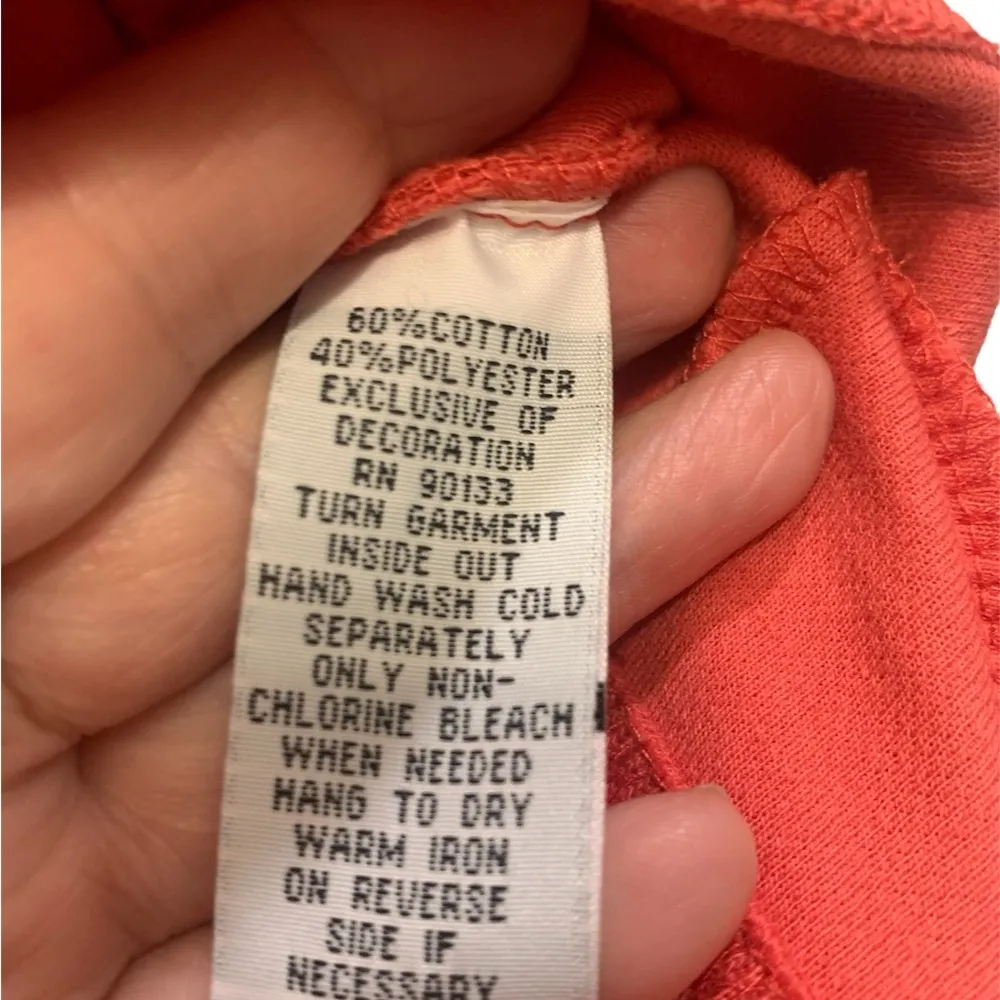 60%COTTON
40%POLYESTER
EXCLUSIVE OF
DECORATION
RN 90133
TURN GARMENT
INSIDE OUT
HAND WASH COLD
SEPARATELY
ONLY NON-
CHLORINE BLEACH
WHEN NEEDED
HANG TO DRY
WARM IRON
ON REVERSE
SIDE IF
NECESSARY